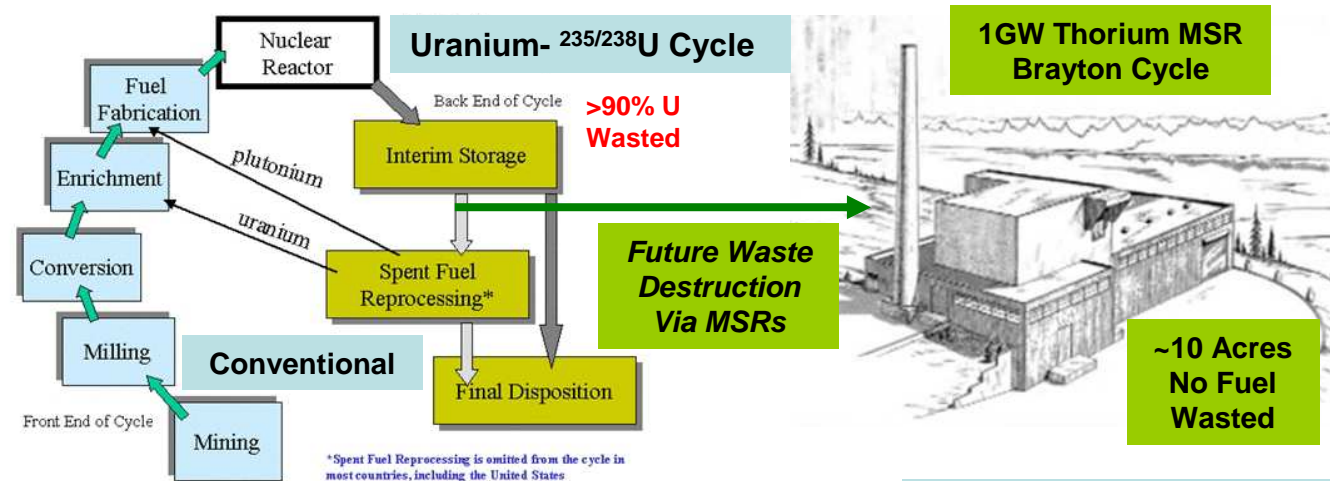 Nuclear
Reactor
Uranium- ²³⁵/²³⁸U Cycle
1GW Thorium MSR
Brayton Cycle
Fuel
Fabrication
Back End of Cycle
>90% U
Wasted
plutonium
Interim Storage
Enrichment
uranium
Conversion
Spent Fuel
Reprocessing*
Future Waste
Destruction
Via MSRs
Milling
Conventional
Final Disposition
~10 Acres
No Fuel
Wasted
Front End of Cycle
Mining
*Spent Fuel Reprocessing is omitted from the cycle in
most countries, including the United States